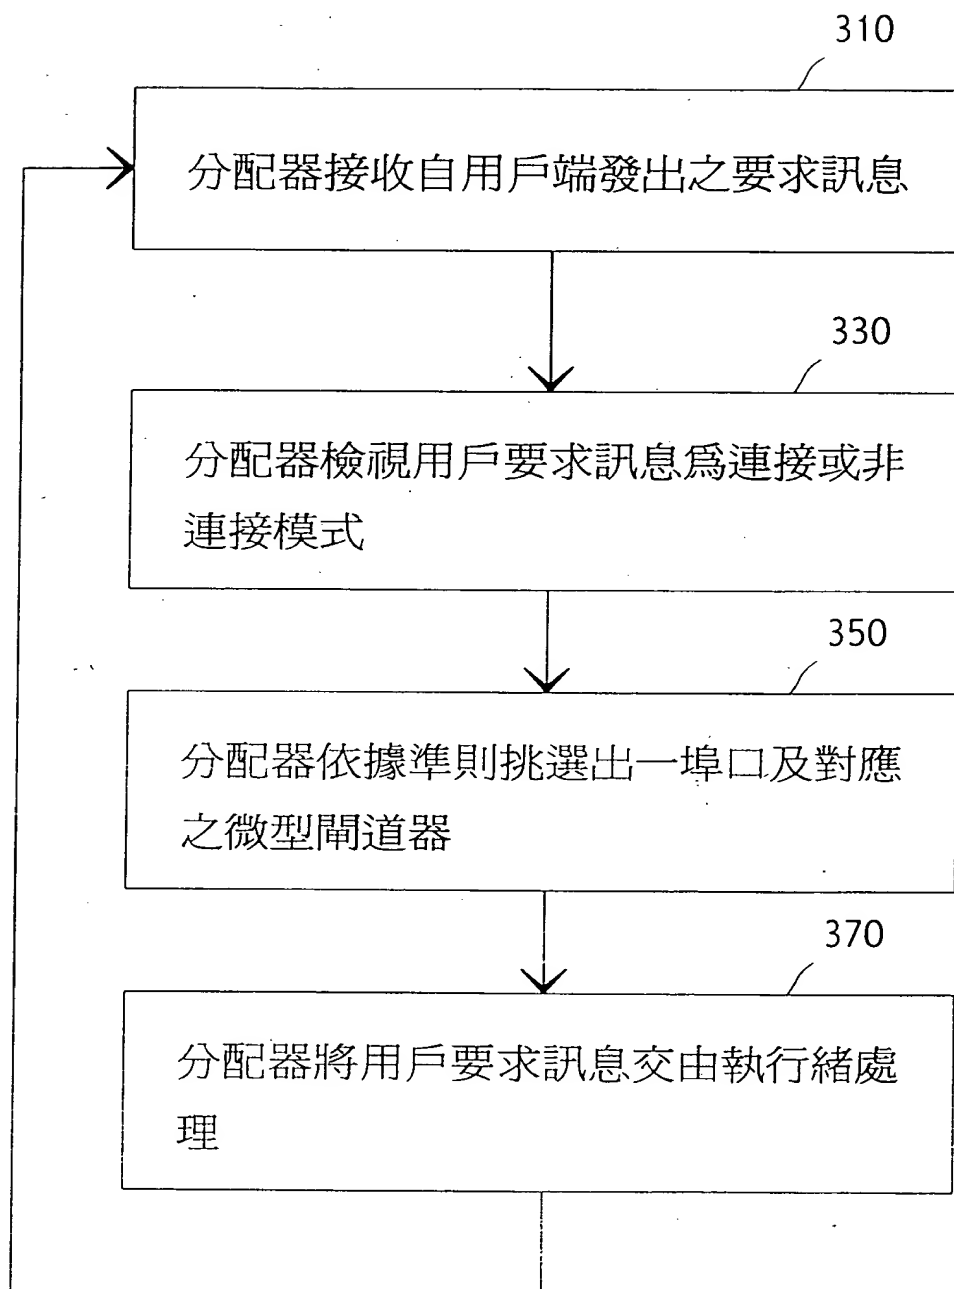 310
分配器接收自用戶端發出之要求訊息
330
分配器檢視用戶要求訊息爲連接或非
連接模式
350
分配器依據準則挑選出一埠口及對應
之微型閘道器
370
分配器將用戶要求訊息交由執行緒處
理